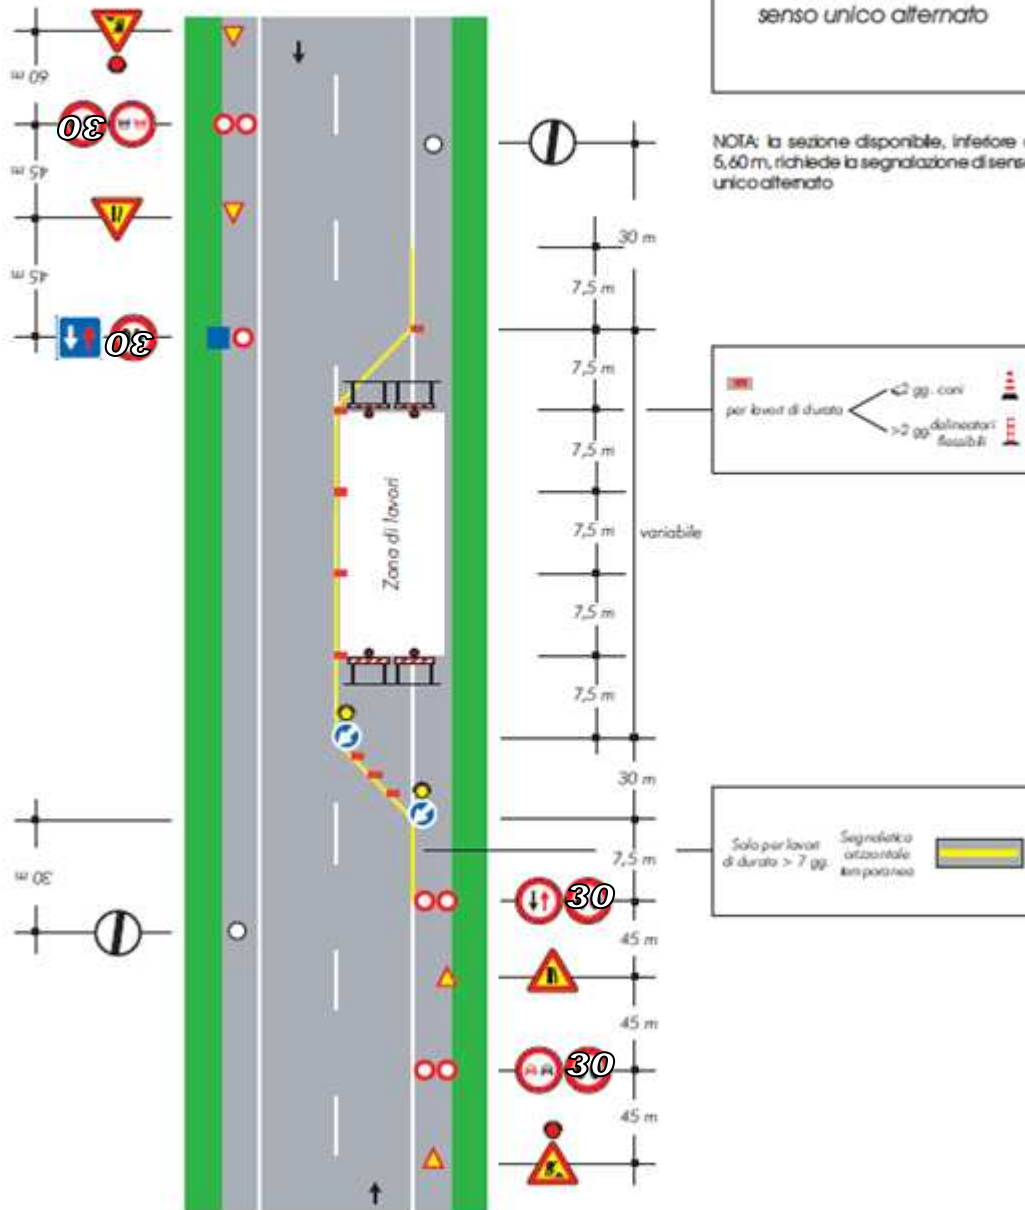 senso unico alternato
NOTA: la sezione disponibile, inferiore
5,60 m, richiede la segnalazione di senso
unico alternato
60 m
30
45 m
45 m
30
30 m
7,5 m
7,5 m
7,5 m
7,5 m
7,5 m
7,5 m
variabile
Zona di lavori
per lavori di durata
<2 gg. coni
>2 gg. delineatori
flessibili
30 m
7,5 m
Solo per lavori
di durata > 7 gg.
Segnaletica
orizzontale
temporanea
30 m
30
45 m
45 m
30
45 m